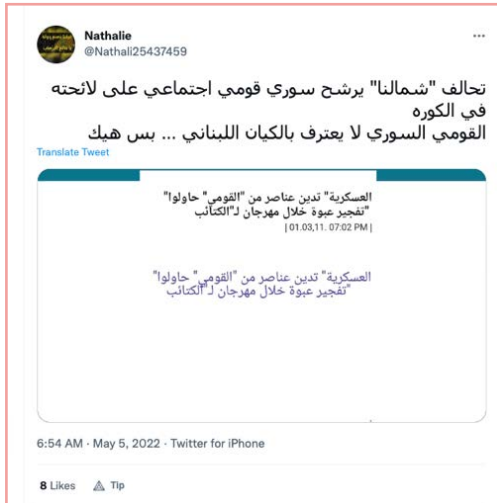 Nathalie
@Nathali25437459
تحالف "شمالنا" يرشح سوري قومي اجتماعي على لائحته
في الكوره
القومي السوري لا يعترف بالكيان اللبناني ... بس هيك
Translate Tweet
العسكرية" تدين عناصر من "القومي" حاولوا"
"تفجير عبوة خلال مهرجان لـ"الكتائب
| 01.03,11. 07:02 PM |
العسكرية" تدين عناصر من "القومي" حاولوا"
"تفجير عبوة خلال مهرجان لـ"الكتائب
6:54 AM · May 5, 2022 · Twitter for iPhone
8 Likes Tip